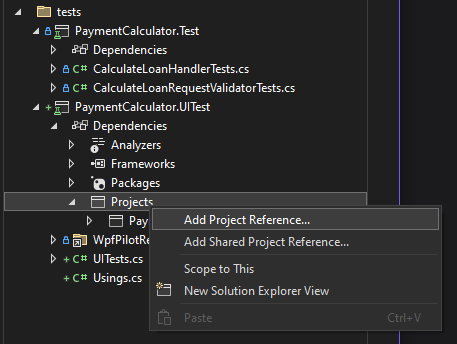 tests
PaymentCalculator.Test
Dependencies
CalculateLoanHandlerTests.cs
CalculateLoanRequestValidatorTests.cs
PaymentCalculator.UITest
Dependencies
Analyzers
Frameworks
Packages
Projects
Add Project Reference...
Pay
Add Shared Project Reference...
WpfPilotRe
UITests.cs
Scope to This
Usings.cs
New Solution Explorer View
Paste Ctrl+V